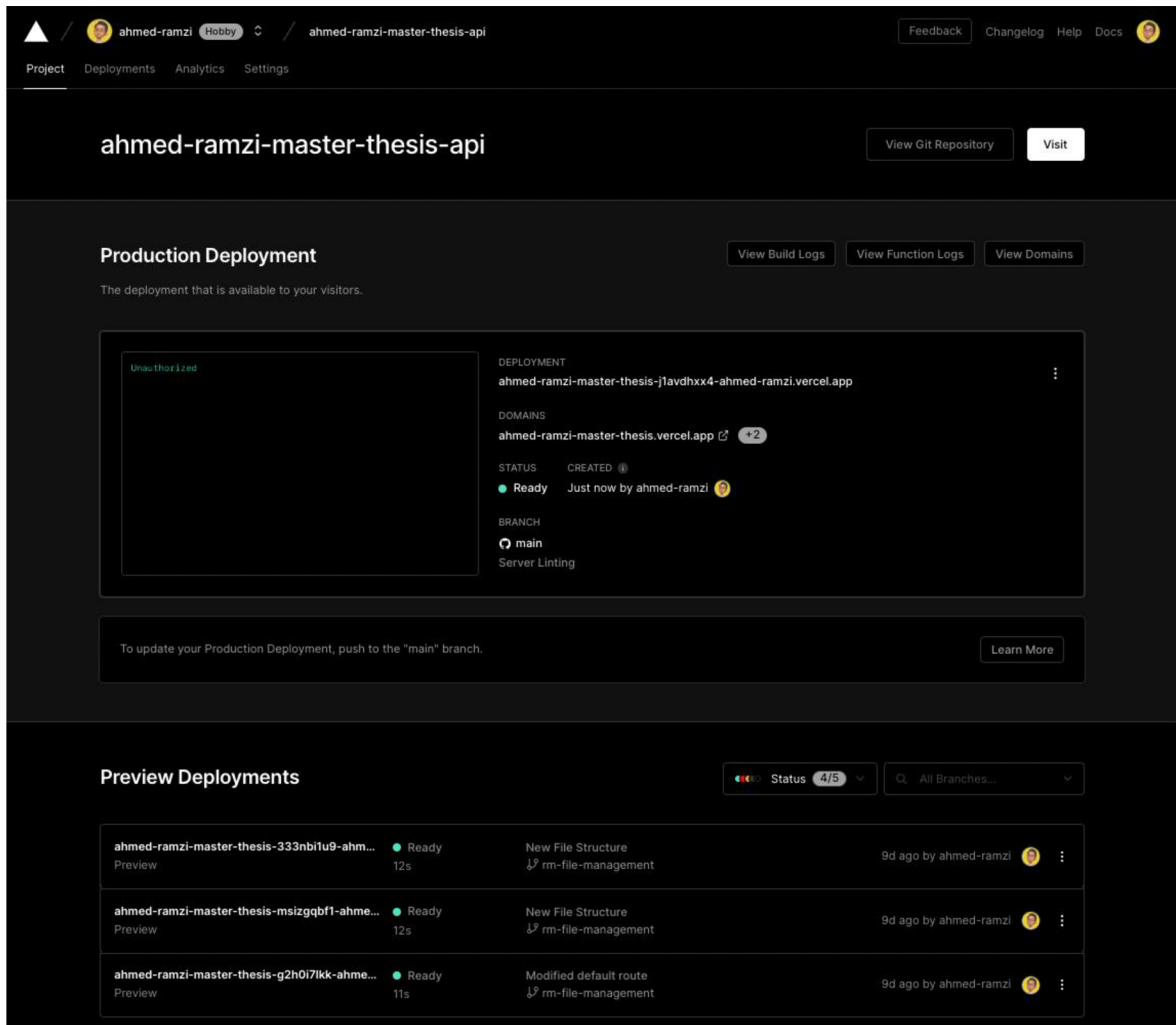 ahmed-ramzi Hobby ahmed-ramzi-master-thesis-api Feedback Changelog Help Docs
Project Deployments Analytics Settings
ahmed-ramzi-master-thesis-api View Git Repository Visit
Production Deployment View Build Logs View Function Logs View Domains
The deployment that is available to your visitors.
Unauthorized
DEPLOYMENT
ahmed-ramzi-master-thesis-j1avdhxx4-ahmed-ramzi.vercel.app
DOMAINS
ahmed-ramzi-master-thesis.vercel.app +2
STATUS CREATED
Ready Just now by ahmed-ramzi
BRANCH
main
Server Linting
To update your Production Deployment, push to the "main" branch. Learn More
Preview Deployments Status 4/5 All Branches...
ahmed-ramzi-master-thesis-333nbi1u9-ahm... Ready New File Structure 9d ago by ahmed-ramzi
Preview 12s rm-file-management
ahmed-ramzi-master-thesis-msizgqbf1-ahme... Ready New File Structure 9d ago by ahmed-ramzi
Preview 12s rm-file-management
ahmed-ramzi-master-thesis-g2h0i7lkk-ahme... Ready Modified default route 9d ago by ahmed-ramzi
Preview 11s rm-file-management